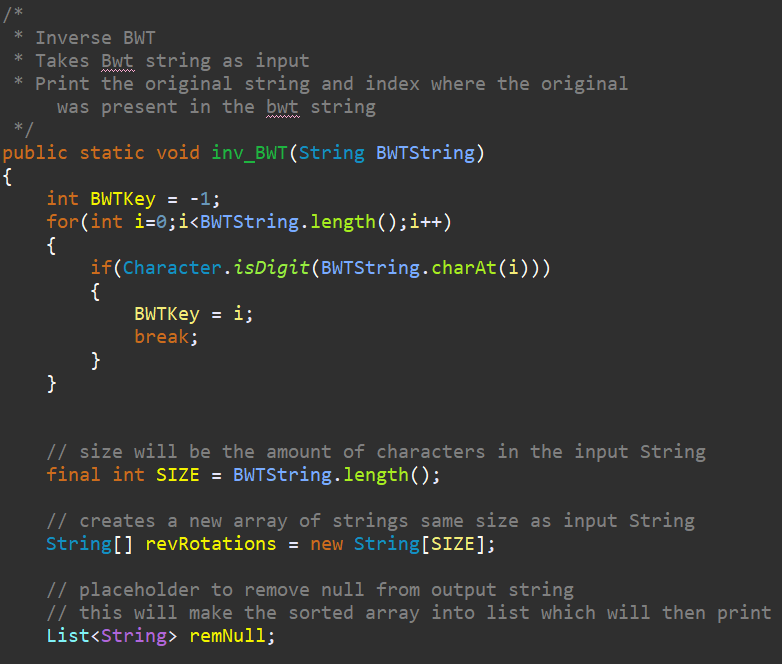 /*
 * Inverse BWT
 * Takes Bwt string as input
 * Print the original string and index where the original
     was present in the bwt string
 */
public static void inv_BWT(String BWTString)
{
    int BWTKey = -1;
    for(int i=0;i<BWTString.length();i++)
    {
        if(Character.isDigit(BWTString.charAt(i)))
        {
            BWTKey = i;
            break;
        }
    }
    // size will be the amount of characters in the input String
    final int SIZE = BWTString.length();
    // creates a new array of strings same size as input String
    String[] revRotations = new String[SIZE];
    // placeholder to remove null from output string
    // this will make the sorted array into list which will then print
    List<String> remNull;